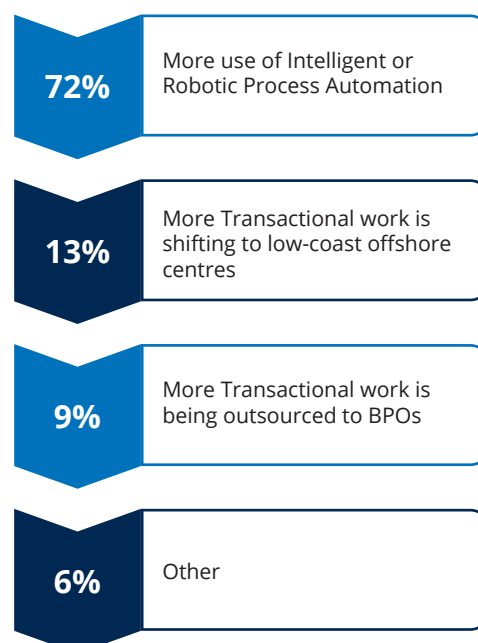 72%
More use of Intelligent or
Robotic Process Automation
13%
More Transactional work is
shifting to low-coast offshore
centres
9%
More Transactional work is
being outsourced to BPOs
6%
Other